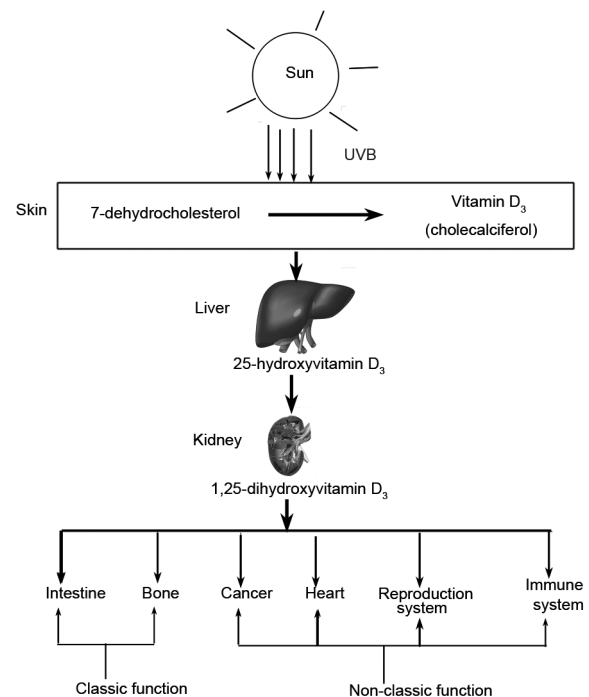 Sun
UVB
Skin
7-dehydrocholesterol
Vitamin D₃
(cholecalciferol)
Liver
25-hydroxyvitamin D₃
Kidney
1,25-dihydroxyvitamin D₃
Intestine
Bone
Cancer
Heart
Reproduction
system
Immune
system
Classic function
Non-classic function